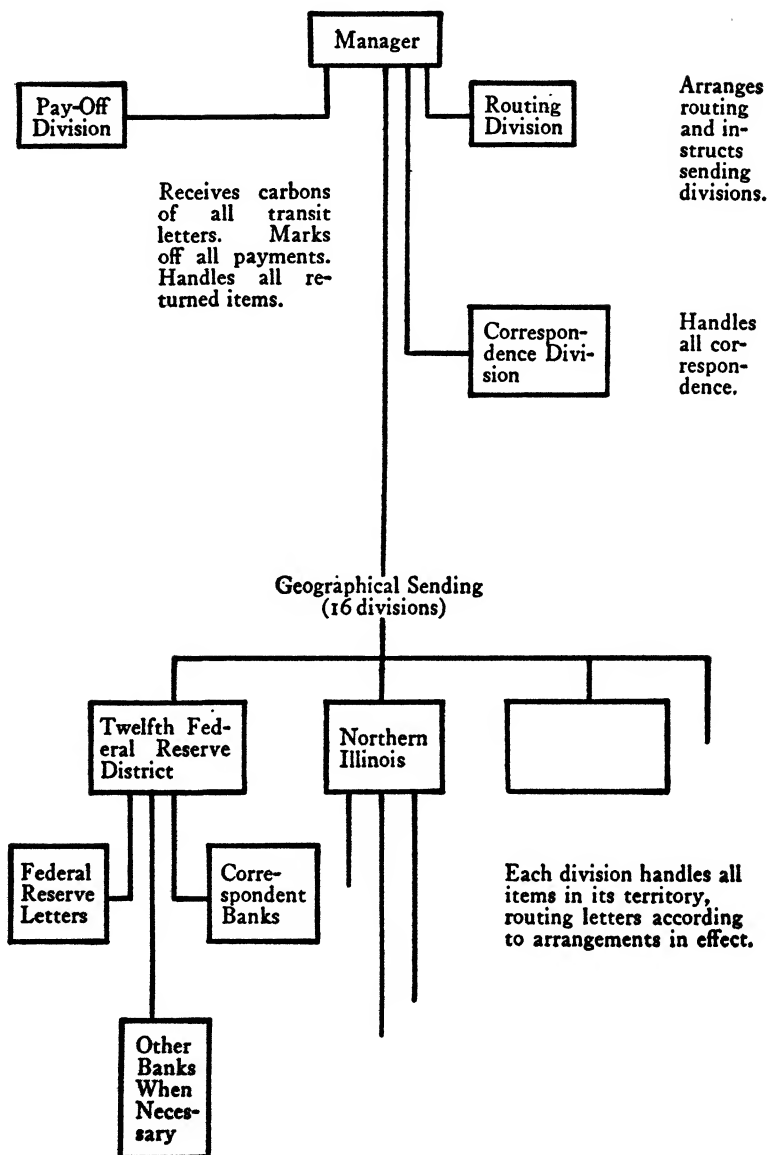 Manager
Pay-Off
Division
Routing
Division
Arranges
routing
and in-
structs
sending
divisions.
Receives carbons
of all transit
letters. Marks
off all payments.
Handles all re-
turned items.
Correspon-
dence Divi-
sion
Handles
all cor-
respon-
dence.
Geographical Sending
(16 divisions)
Twelfth Fed-
eral Reserve
District
Northern
Illinois
Federal
Reserve
Letters
Corre-
spondent
Banks
Each division handles all
items in its territory,
routing letters according
to arrangements in effect.
Other
Banks
When
Neces-
sary